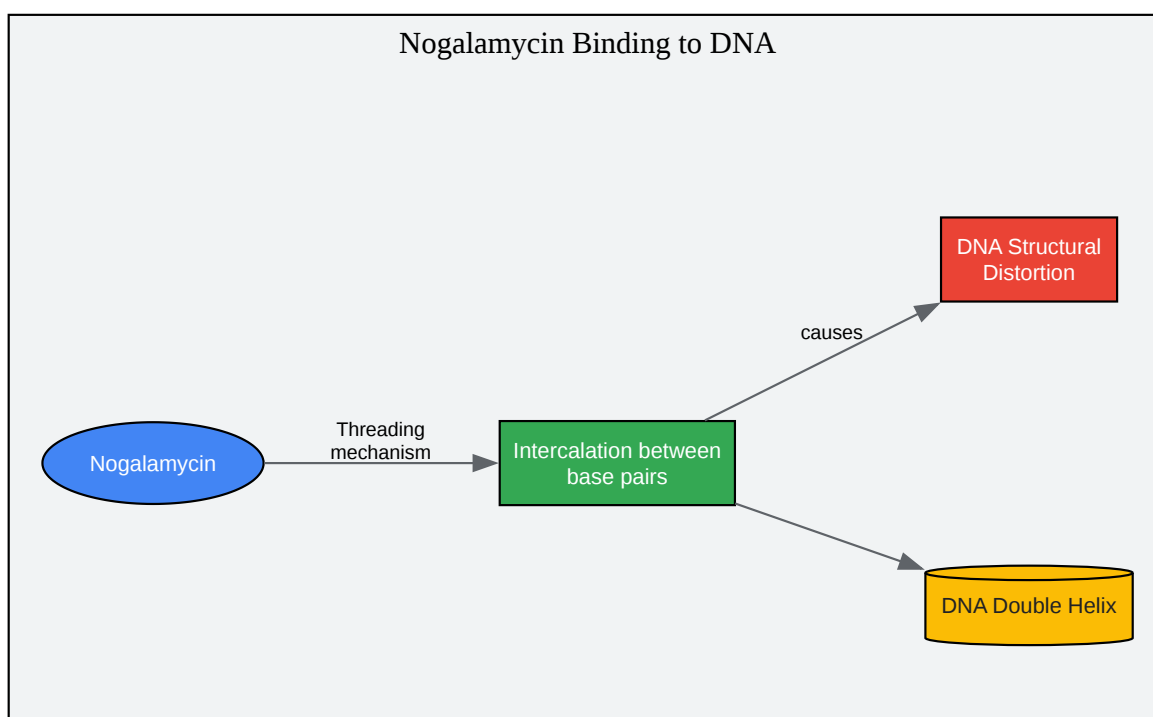 Nogalamycin Binding to DNA
DNA Structural
Distortion
causes
Threading
mechanism
Nogalamycin
Intercalation between
base pairs
DNA Double Helix